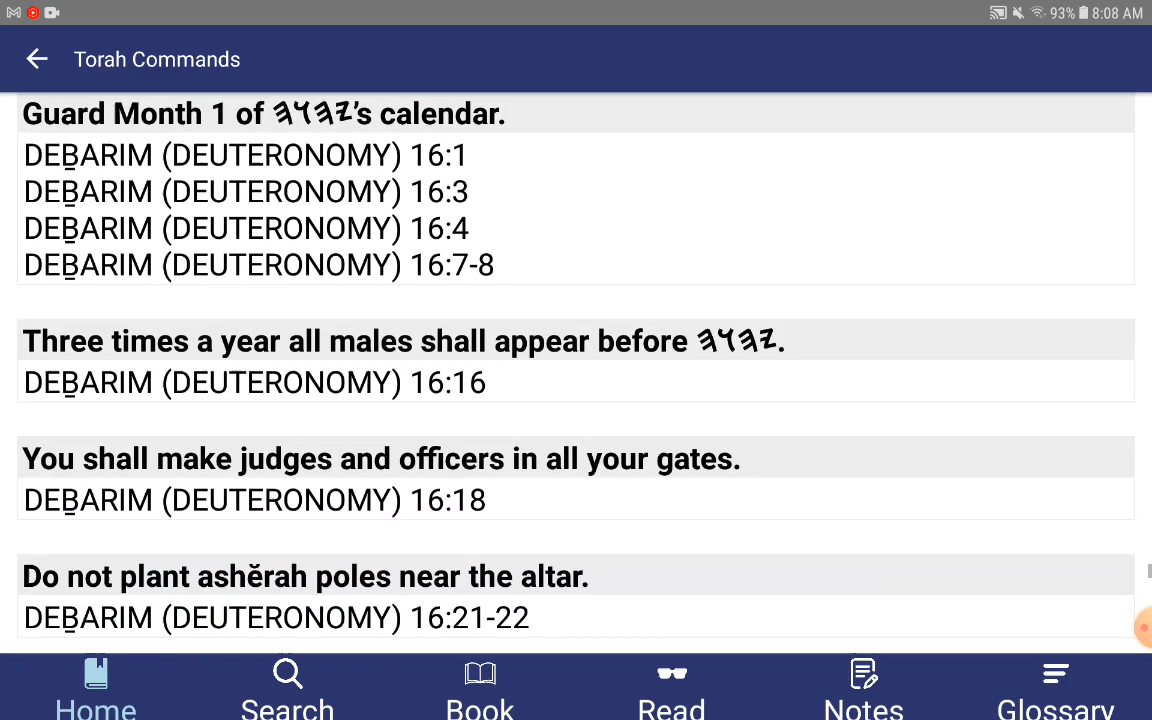 93% 8:08 AM
Torah Commands
Guard Month 1 of 𐤉𐤄𐤅𐤄’s calendar.
DEḆARIM (DEUTERONOMY) 16:1
DEḆARIM (DEUTERONOMY) 16:3
DEḆARIM (DEUTERONOMY) 16:4
DEḆARIM (DEUTERONOMY) 16:7-8
Three times a year all males shall appear before 𐤉𐤄𐤅𐤄.
DEḆARIM (DEUTERONOMY) 16:16
You shall make judges and officers in all your gates.
DEḆARIM (DEUTERONOMY) 16:18
Do not plant ashĕrah poles near the altar.
DEḆARIM (DEUTERONOMY) 16:21-22
Home Search Book Read Notes Glossary